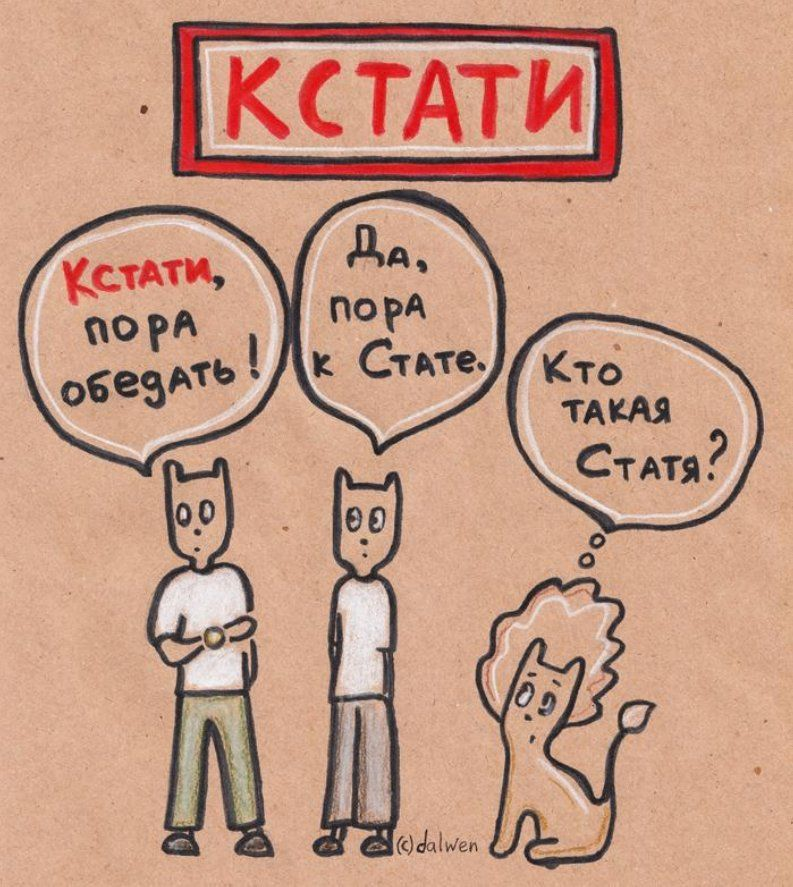 КСТАТИ
Кстати,
пора
обедать!
Да,
пора
к Стате.
Кто
такая
Статя?
(c)dalwen